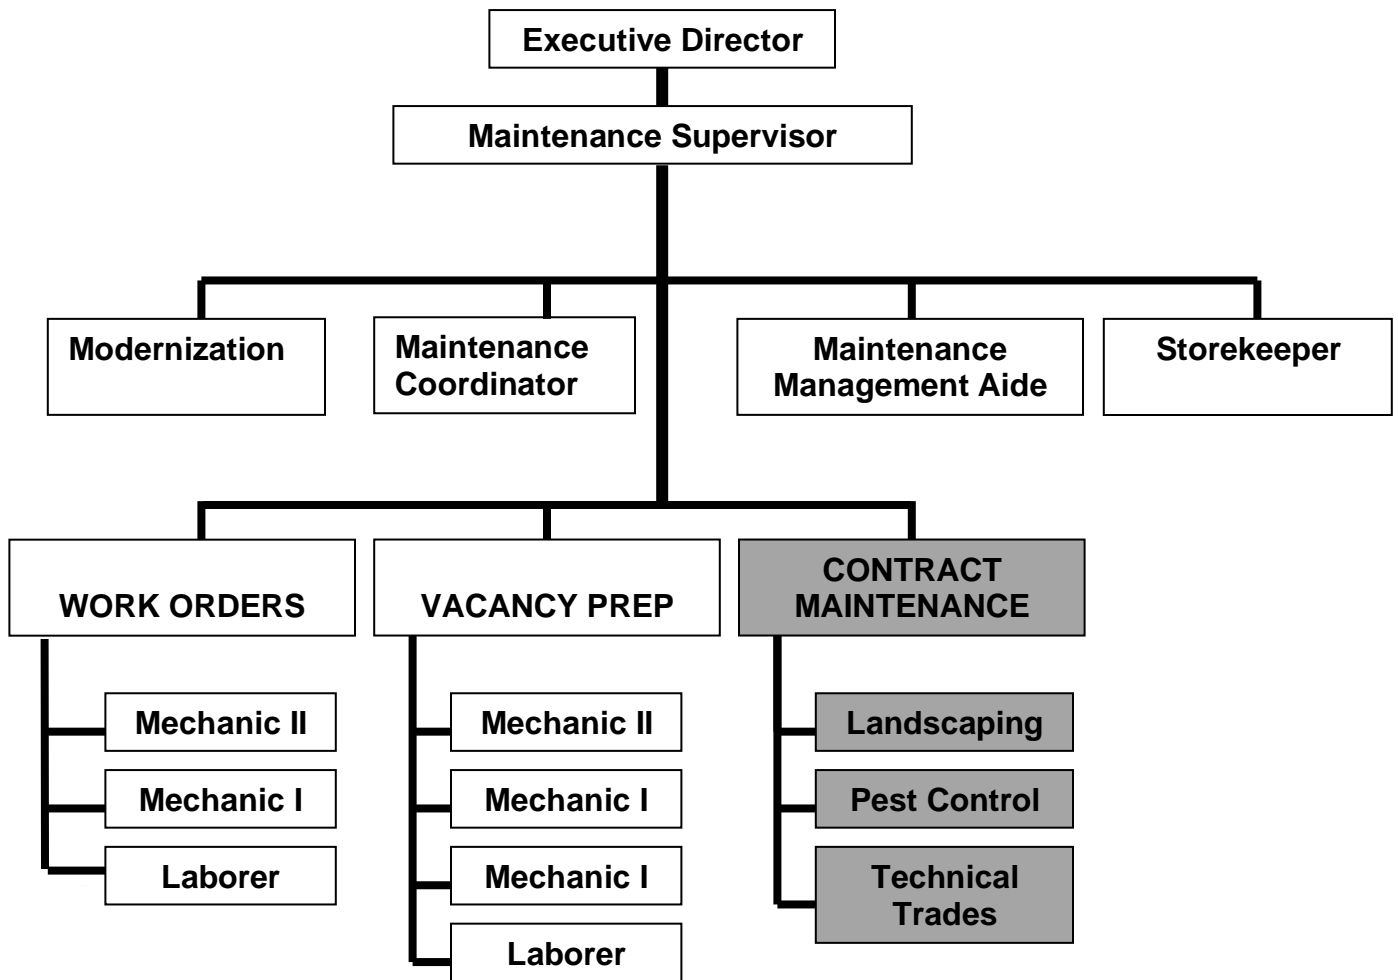 Executive Director
Maintenance Supervisor
Modernization
Maintenance
Coordinator
Maintenance
Management Aide
Storekeeper
WORK ORDERS
Mechanic II
Mechanic I
Laborer
VACANCY PREP
Mechanic II
Mechanic I
Mechanic I
Laborer
CONTRACT
MAINTENANCE
Landscaping
Pest Control
Technical
Trades